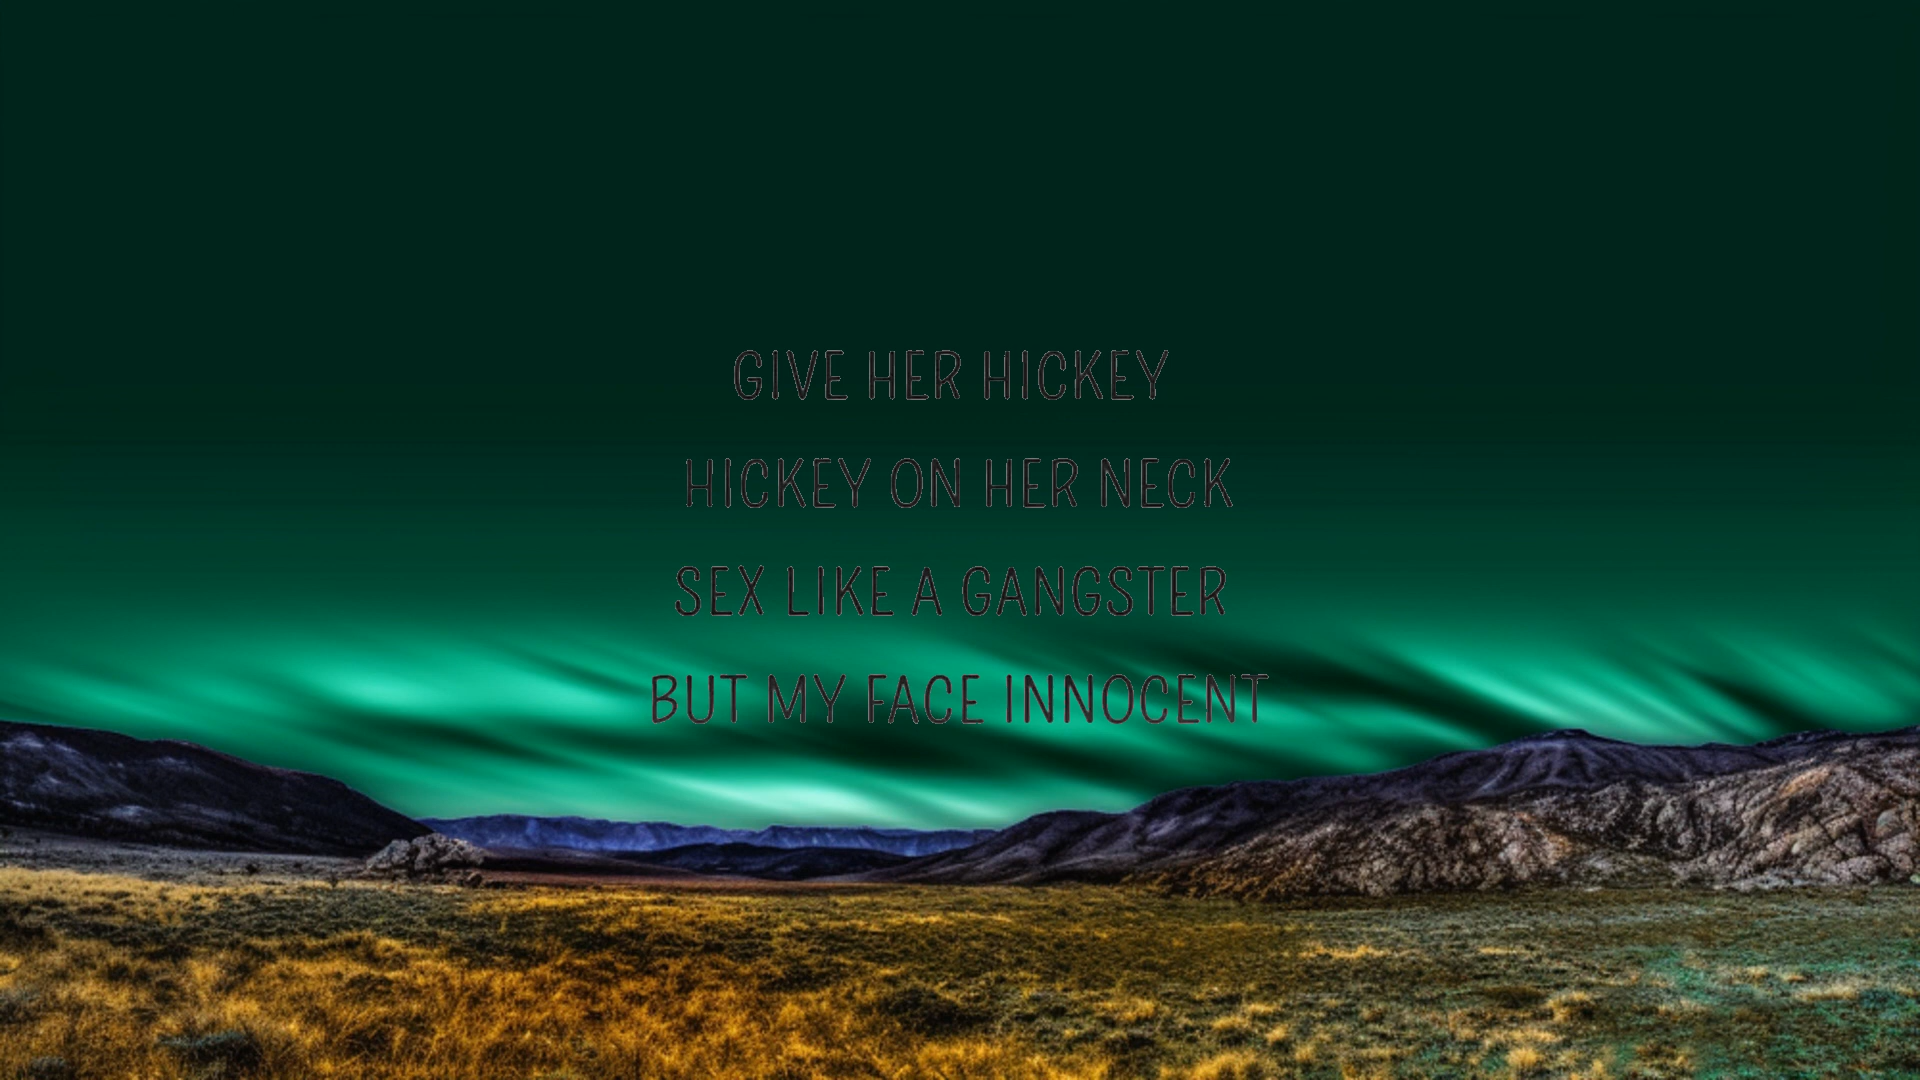 GIVE HER HICKEY
HICKEY ON HER NECK
SEX LIKE A GANGSTER
BUT MY FACE INNOCENT